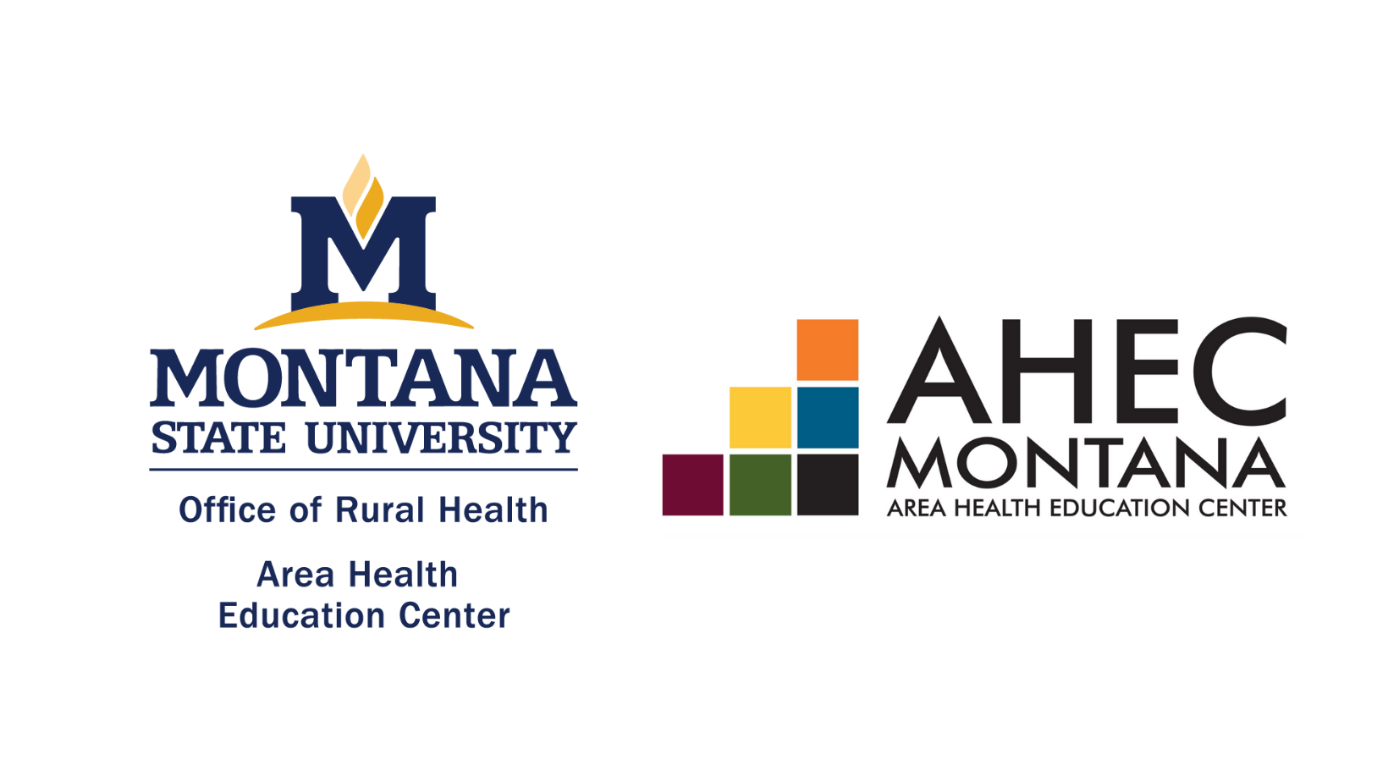 M
MONTANA
STATE UNIVERSITY
Office of Rural Health
Area Health
Education Center
AHEC
MONTANA
AREA HEALTH EDUCATION CENTER